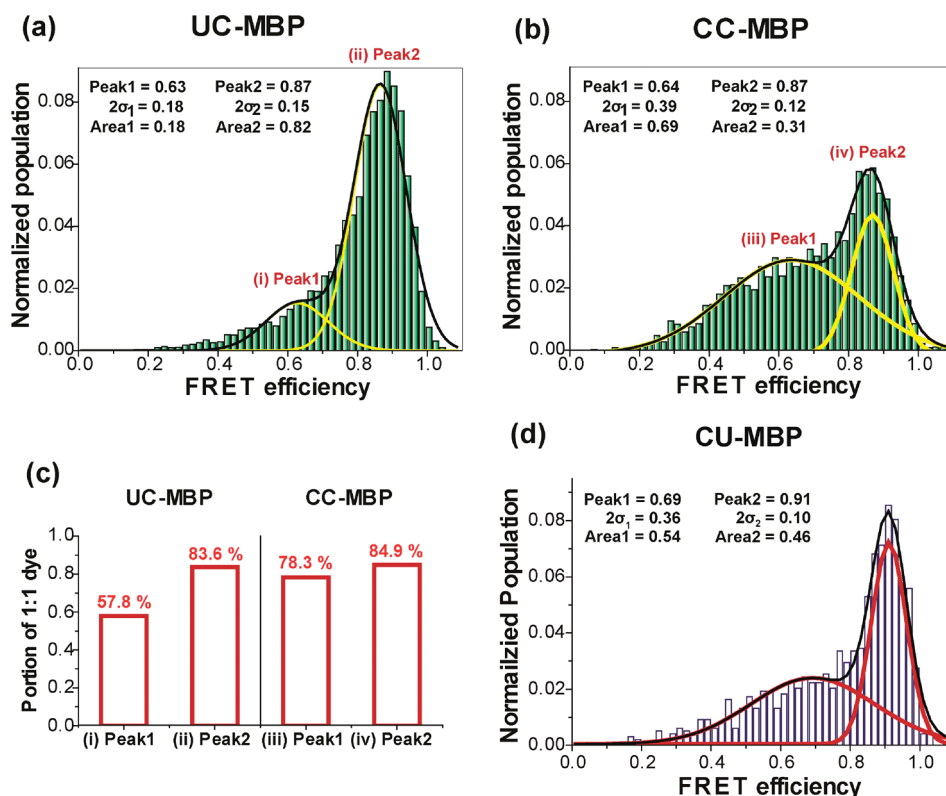 (a)
UC-MBP
(ii) Peak2
Peak1 = 0.63 Peak2 = 0.87
2σ1 = 0.18 2σ2 = 0.15
Area1 = 0.18 Area2 = 0.82
(i) Peak1
Normalized population
0.08
0.06
0.04
0.02
0.00
0.0 0.2 0.4 0.6 0.8 1.0
FRET efficiency
(b)
CC-MBP
Peak1 = 0.64 Peak2 = 0.87
2σ1 = 0.39 2σ2 = 0.12
Area1 = 0.69 Area2 = 0.31
(iv) Peak2
(iii) Peak1
Normalized population
0.08
0.06
0.04
0.02
0.00
0.0 0.2 0.4 0.6 0.8 1.0
FRET efficiency
(c)
UC-MBP CC-MBP
57.8 % 83.6 % 78.3 % 84.9 %
Portion of 1:1 dye
1.0
0.8
0.6
0.4
0.2
0.0
(i) Peak1 (ii) Peak2 (iii) Peak1 (iv) Peak2
(d)
CU-MBP
Peak1 = 0.69 Peak2 = 0.91
2σ1 = 0.36 2σ2 = 0.10
Area1 = 0.54 Area2 = 0.46
Normailzied Population
0.08
0.06
0.04
0.02
0.00
0.0 0.2 0.4 0.6 0.8 1.0
FRET efficiency